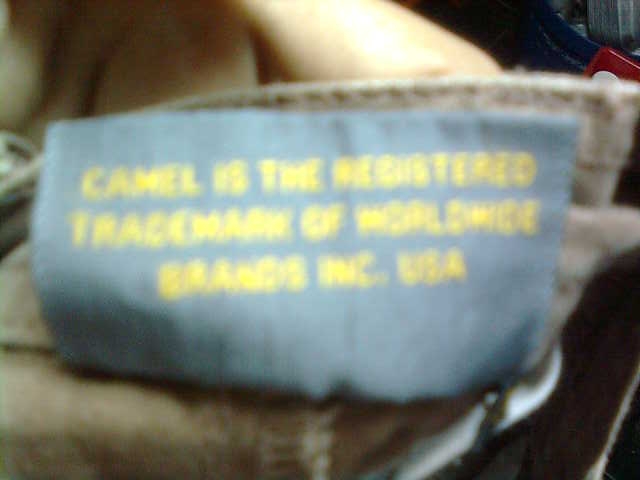 CAMEL IS THE REGISTERED
TRADEMARK OF WORLDWIDE
BRANDS INC. USA